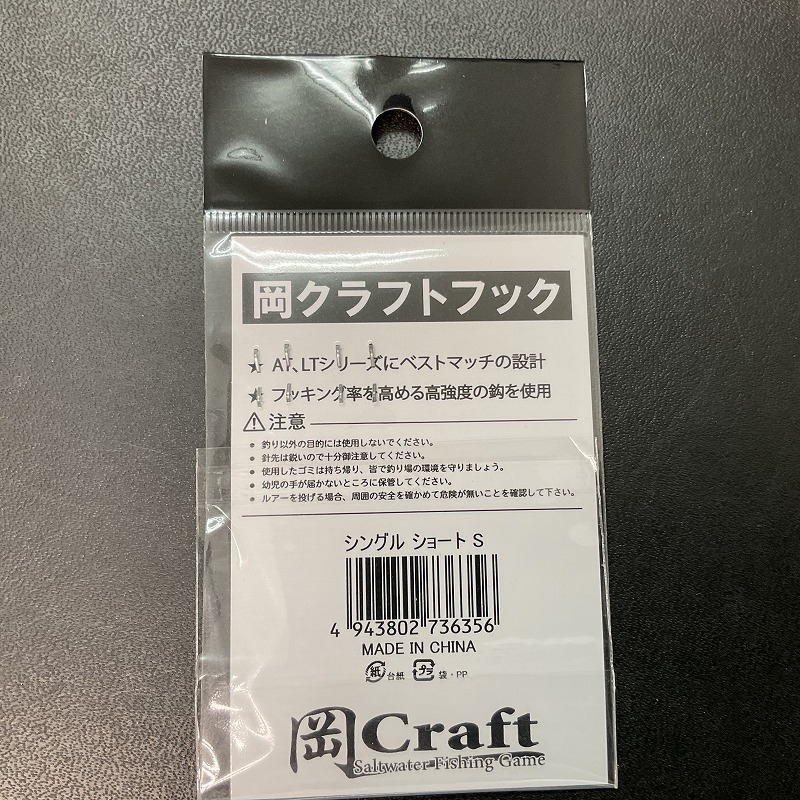 岡クラフトフック
★ AT、LTシリーズにベストマッチの設計
★ フッキング率を高める高強度の鈎を使用
⚠注意
● 釣り以外の目的には使用しないでください。
● 針先は鋭いので十分御注意してください。
● 使用したゴミは持ち帰り、皆で釣り場の環境を守りましょう。
● 幼児の手が届かないところに保管してください。
● ルアーを投げる場合、周囲の安全を確かめて危険が無いことを確認して下さい。
シングル ショート S
4 943802 736356
MADE IN CHINA
紙 台紙 プラ 袋・PP
岡Craft
Saltwater Fishing Game